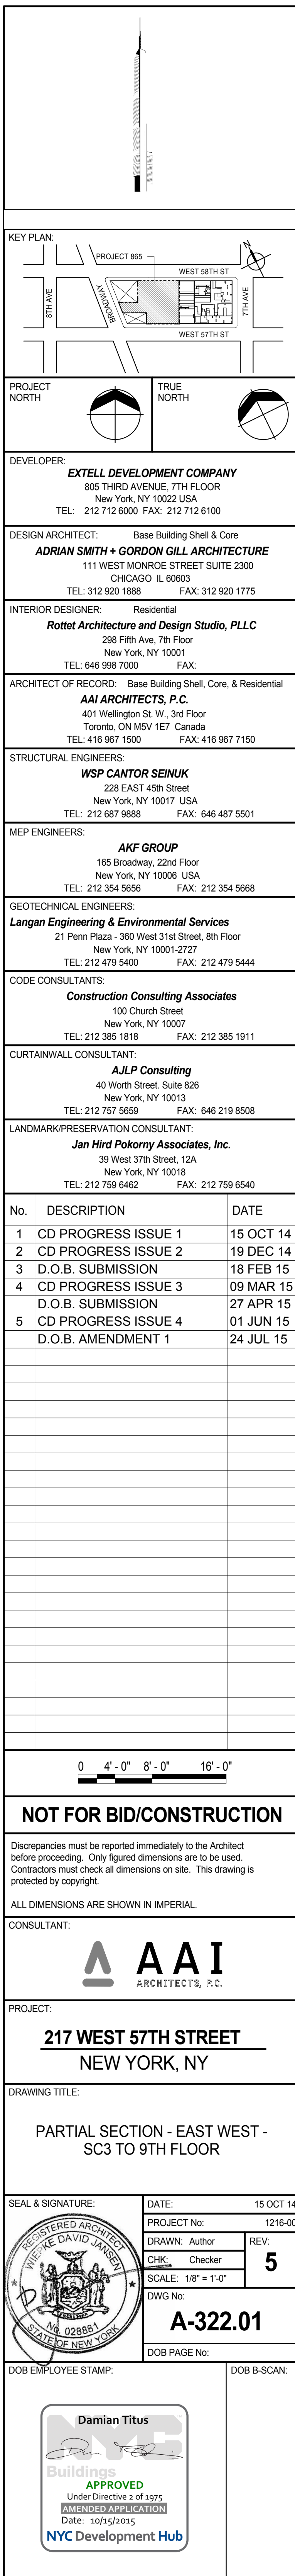 KEY PLAN:
N
PROJECT 865
WEST 58TH ST
8TH AVE
BROADWAY
7TH AVE
WEST 57TH ST
PROJECT
NORTH
TRUE
NORTH
DEVELOPER:
EXTELL DEVELOPMENT COMPANY
805 THIRD AVENUE, 7TH FLOOR
New York, NY 10022 USA
TEL: 212 712 6000 FAX: 212 712 6100
DESIGN ARCHITECT: Base Building Shell & Core
ADRIAN SMITH + GORDON GILL ARCHITECTURE
111 WEST MONROE STREET SUITE 2300
CHICAGO IL 60603
TEL: 312 920 1888 FAX: 312 920 1775
INTERIOR DESIGNER: Residential
Rottet Architecture and Design Studio, PLLC
298 Fifth Ave, 7th Floor
New York, NY 10001
TEL: 646 998 7000 FAX:
ARCHITECT OF RECORD: Base Building Shell, Core, & Residential
AAI ARCHITECTS, P.C.
401 Wellington St. W., 3rd Floor
Toronto, ON M5V 1E7 Canada
TEL: 416 967 1500 FAX: 416 967 7150
STRUCTURAL ENGINEERS:
WSP CANTOR SEINUK
228 EAST 45th Street
New York, NY 10017 USA
TEL: 212 687 9888 FAX: 646 487 5501
MEP ENGINEERS:
AKF GROUP
165 Broadway, 22nd Floor
New York, NY 10006 USA
TEL: 212 354 5656 FAX: 212 354 5668
GEOTECHNICAL ENGINEERS:
Langan Engineering & Environmental Services
21 Penn Plaza - 360 West 31st Street, 8th Floor
New York, NY 10001-2727
TEL: 212 479 5400 FAX: 212 479 5444
CODE CONSULTANTS:
Construction Consulting Associates
100 Church Street
New York, NY 10007
TEL: 212 385 1818 FAX: 212 385 1911
CURTAINWALL CONSULTANT:
AJLP Consulting
40 Worth Street. Suite 826
New York, NY 10013
TEL: 212 757 5659 FAX: 646 219 8508
LANDMARK/PRESERVATION CONSULTANT:
Jan Hird Pokorny Associates, Inc.
39 West 37th Street, 12A
New York, NY 10018
TEL: 212 759 6462 FAX: 212 759 6540
No. DESCRIPTION DATE
1 CD PROGRESS ISSUE 1 15 OCT 14
2 CD PROGRESS ISSUE 2 19 DEC 14
3 D.O.B. SUBMISSION 18 FEB 15
4 CD PROGRESS ISSUE 3 09 MAR 15
D.O.B. SUBMISSION 27 APR 15
5 CD PROGRESS ISSUE 4 01 JUN 15
D.O.B. AMENDMENT 1 24 JUL 15
0 4' - 0" 8' - 0" 16' - 0"
NOT FOR BID/CONSTRUCTION
Discrepancies must be reported immediately to the Architect
before proceeding. Only figured dimensions are to be used.
Contractors must check all dimensions on site. This drawing is
protected by copyright.
ALL DIMENSIONS ARE SHOWN IN IMPERIAL.
CONSULTANT:
AAI
ARCHITECTS, P.C.
PROJECT:
217 WEST 57TH STREET
NEW YORK, NY
DRAWING TITLE:
PARTIAL SECTION - EAST WEST -
SC3 TO 9TH FLOOR
SEAL & SIGNATURE:
REGISTERED ARCHITECT
No. 028881
STATE OF NEW YORK
DATE: 15 OCT 14
PROJECT No: 1216-00
DRAWN: Author
CHK: Checker
SCALE: 1/8" = 1'-0"
REV:
5
DWG No:
A-322.01
DOB PAGE No:
DOB EMPLOYEE STAMP:
DOB B-SCAN:
NYC
Damian Titus
Buildings
APPROVED
Under Directive 2 of 1975
AMENDED APPLICATION
Date: 10/15/2015
NYC Development Hub